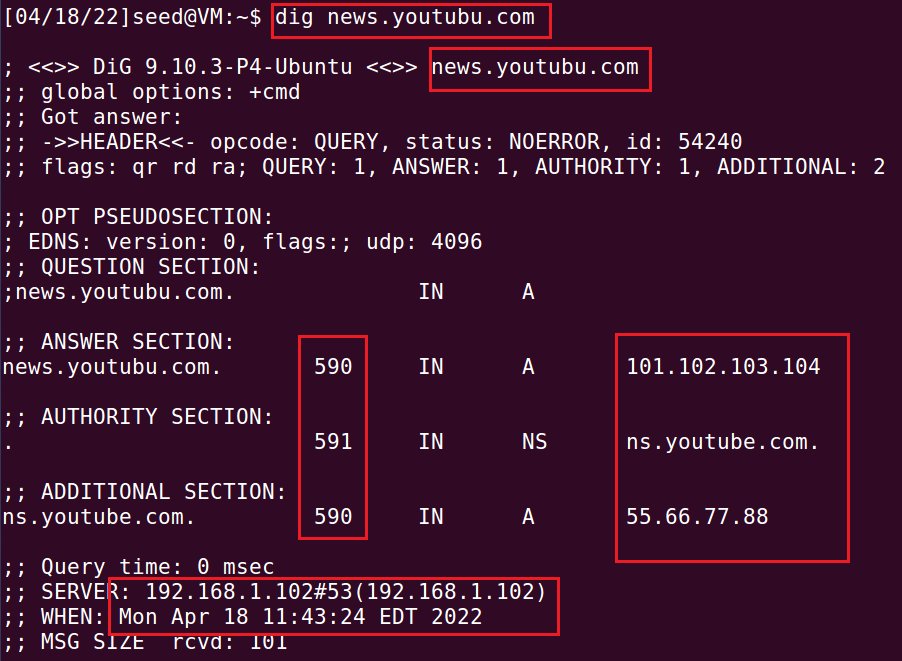 [04/18/22]seed@VM:~$ dig news.youtubu.com
; <<>> DiG 9.10.3-P4-Ubuntu <<>> news.youtubu.com
;; global options: +cmd
;; Got answer:
;; ->>HEADER<<- opcode: QUERY, status: NOERROR, id: 54240
;; flags: qr rd ra; QUERY: 1, ANSWER: 1, AUTHORITY: 1, ADDITIONAL: 2
;; OPT PSEUDOSECTION:
; EDNS: version: 0, flags:; udp: 4096
;; QUESTION SECTION:
;news.youtubu.com. IN A
;; ANSWER SECTION:
news.youtubu.com. 590 IN A 101.102.103.104
;; AUTHORITY SECTION:
. 591 IN NS ns.youtube.com.
;; ADDITIONAL SECTION:
ns.youtube.com. 590 IN A 55.66.77.88
;; Query time: 0 msec
;; SERVER: 192.168.1.102#53(192.168.1.102)
;; WHEN: Mon Apr 18 11:43:24 EDT 2022
;; MSG SIZE rcvd: 101